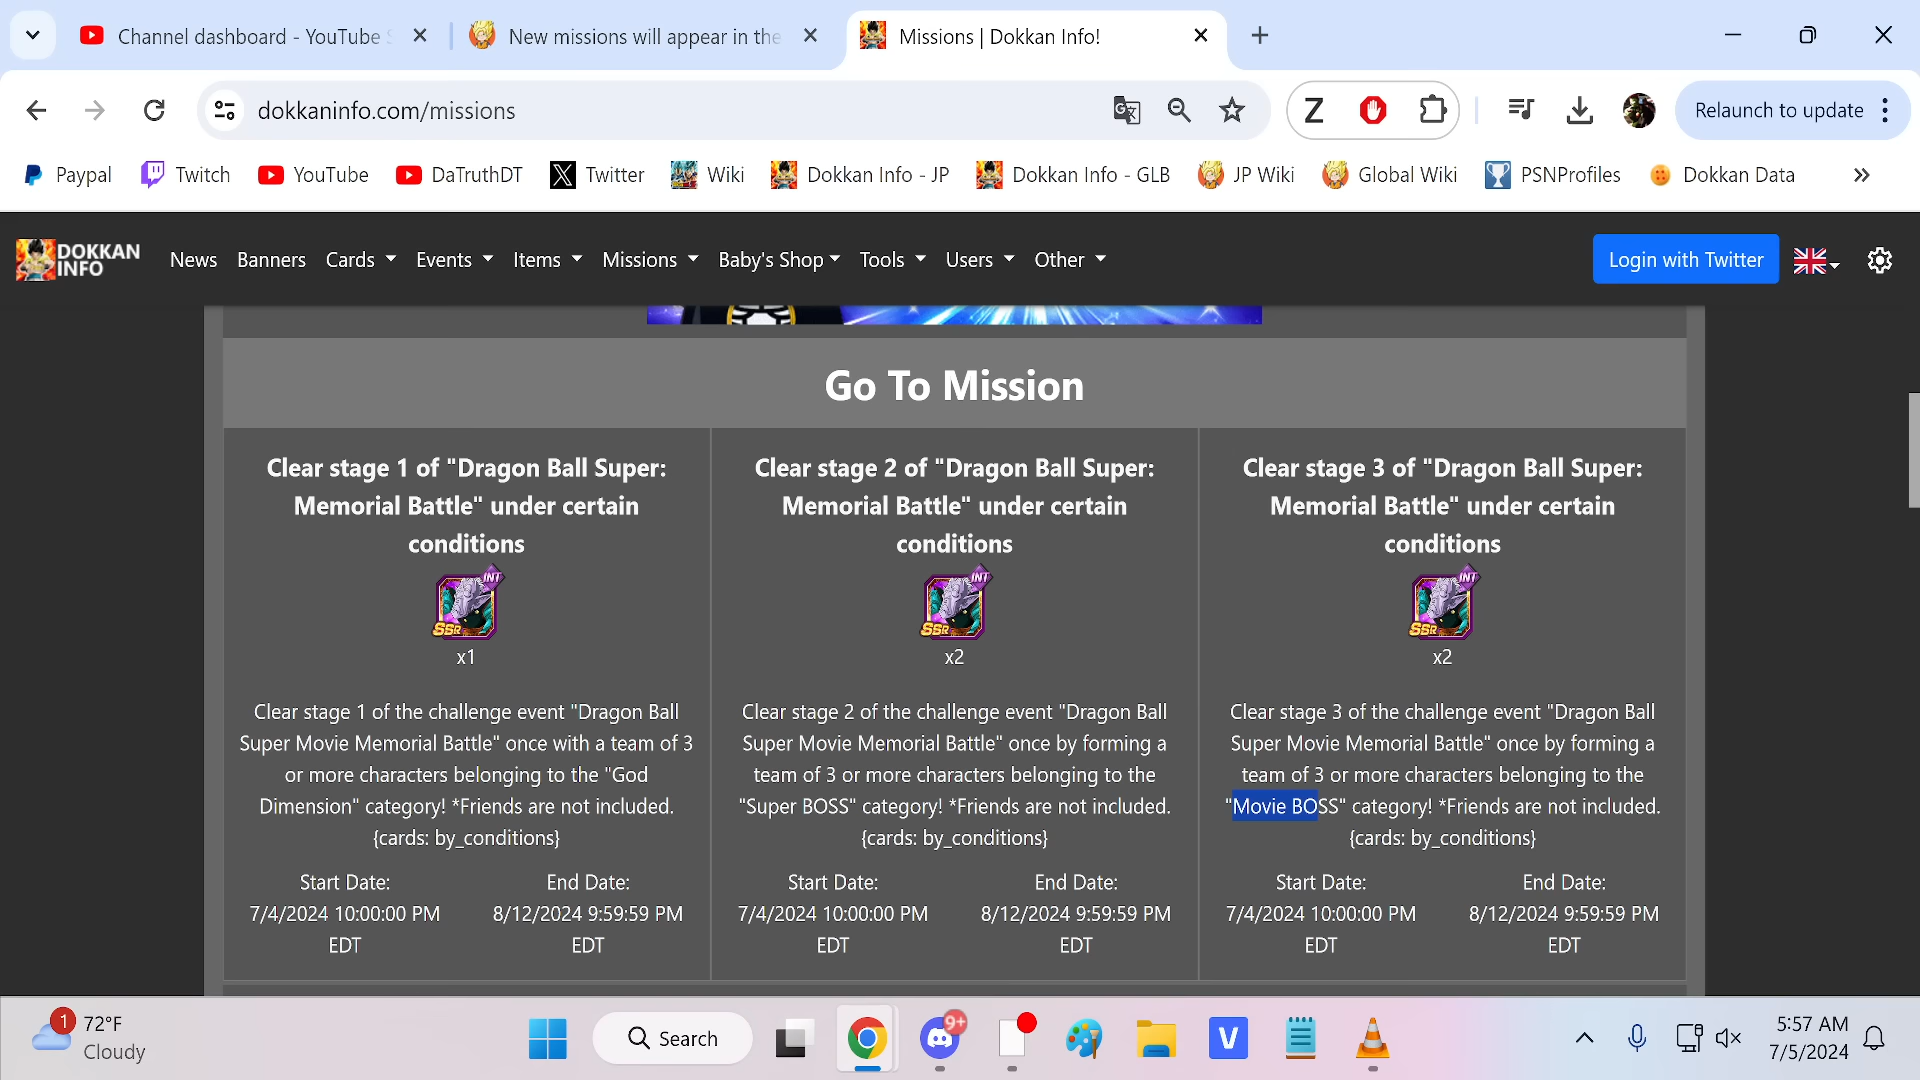 Channel dashboard - YouTube S
New missions will appear in the
Missions | Dokkan Info!
dokkaninfo.com/missions
Z
Relaunch to update
Paypal
Twitch
YouTube
DaTruthDT
Twitter
Wiki
Dokkan Info - JP
Dokkan Info - GLB
JP Wiki
Global Wiki
PSNProfiles
Dokkan Data
»
DOKKAN
INFO
News
Banners
Cards
Events
Items
Missions
Baby's Shop
Tools
Users
Other
Login with Twitter
Go To Mission
Clear stage 1 of "Dragon Ball Super:
Memorial Battle" under certain
conditions
INT
SSR
x1
Clear stage 1 of the challenge event "Dragon Ball
Super Movie Memorial Battle" once with a team of 3
or more characters belonging to the "God
Dimension" category! *Friends are not included.
{cards: by_conditions}
Start Date:
7/4/2024 10:00:00 PM
EDT
End Date:
8/12/2024 9:59:59 PM
EDT
Clear stage 2 of "Dragon Ball Super:
Memorial Battle" under certain
conditions
INT
SSR
x2
Clear stage 2 of the challenge event "Dragon Ball
Super Movie Memorial Battle" once by forming a
team of 3 or more characters belonging to the
"Super BOSS" category! *Friends are not included.
{cards: by_conditions}
Start Date:
7/4/2024 10:00:00 PM
EDT
End Date:
8/12/2024 9:59:59 PM
EDT
Clear stage 3 of "Dragon Ball Super:
Memorial Battle" under certain
conditions
INT
SSR
x2
Clear stage 3 of the challenge event "Dragon Ball
Super Movie Memorial Battle" once by forming a
team of 3 or more characters belonging to the
"Movie BOSS" category! *Friends are not included.
{cards: by_conditions}
Start Date:
7/4/2024 10:00:00 PM
EDT
End Date:
8/12/2024 9:59:59 PM
EDT
1
72°F
Cloudy
Search
9+
V
5:57 AM
7/5/2024